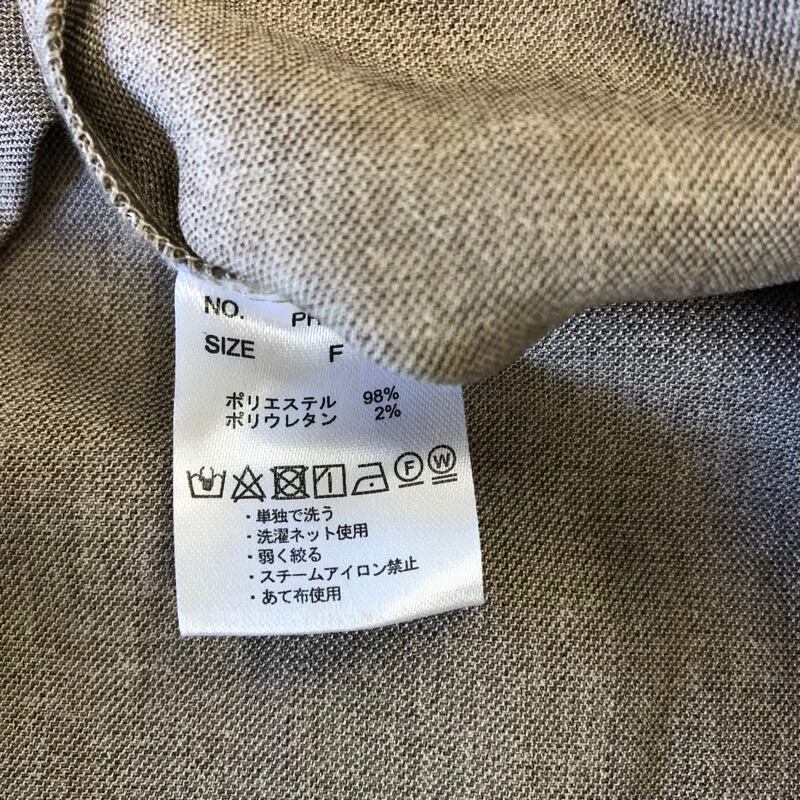 NO.
SIZE F
ポリエステル 98%
ポリウレタン 2%
F W
・単独で洗う
・洗濯ネット使用
・弱く絞る
・スチームアイロン禁止
・あて布使用